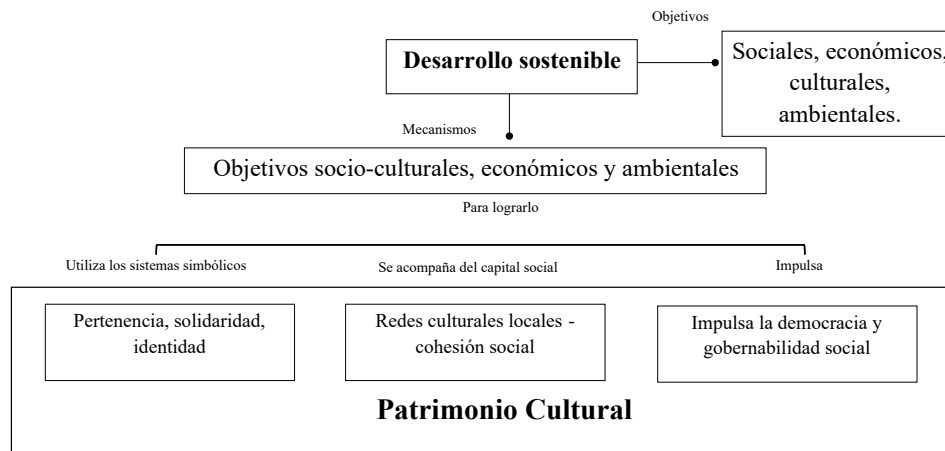 Objetivos
Desarrollo sostenible
Sociales, económicos,
culturales,
ambientales.
Mecanismos
Objetivos socio-culturales, económicos y ambientales
Para lograrlo
Utiliza los sistemas simbólicos
Se acompaña del capital social
Impulsa
Pertenencia, solidaridad,
identidad
Redes culturales locales -
cohesión social
Impulsa la democracia y
gobernabilidad social
Patrimonio Cultural